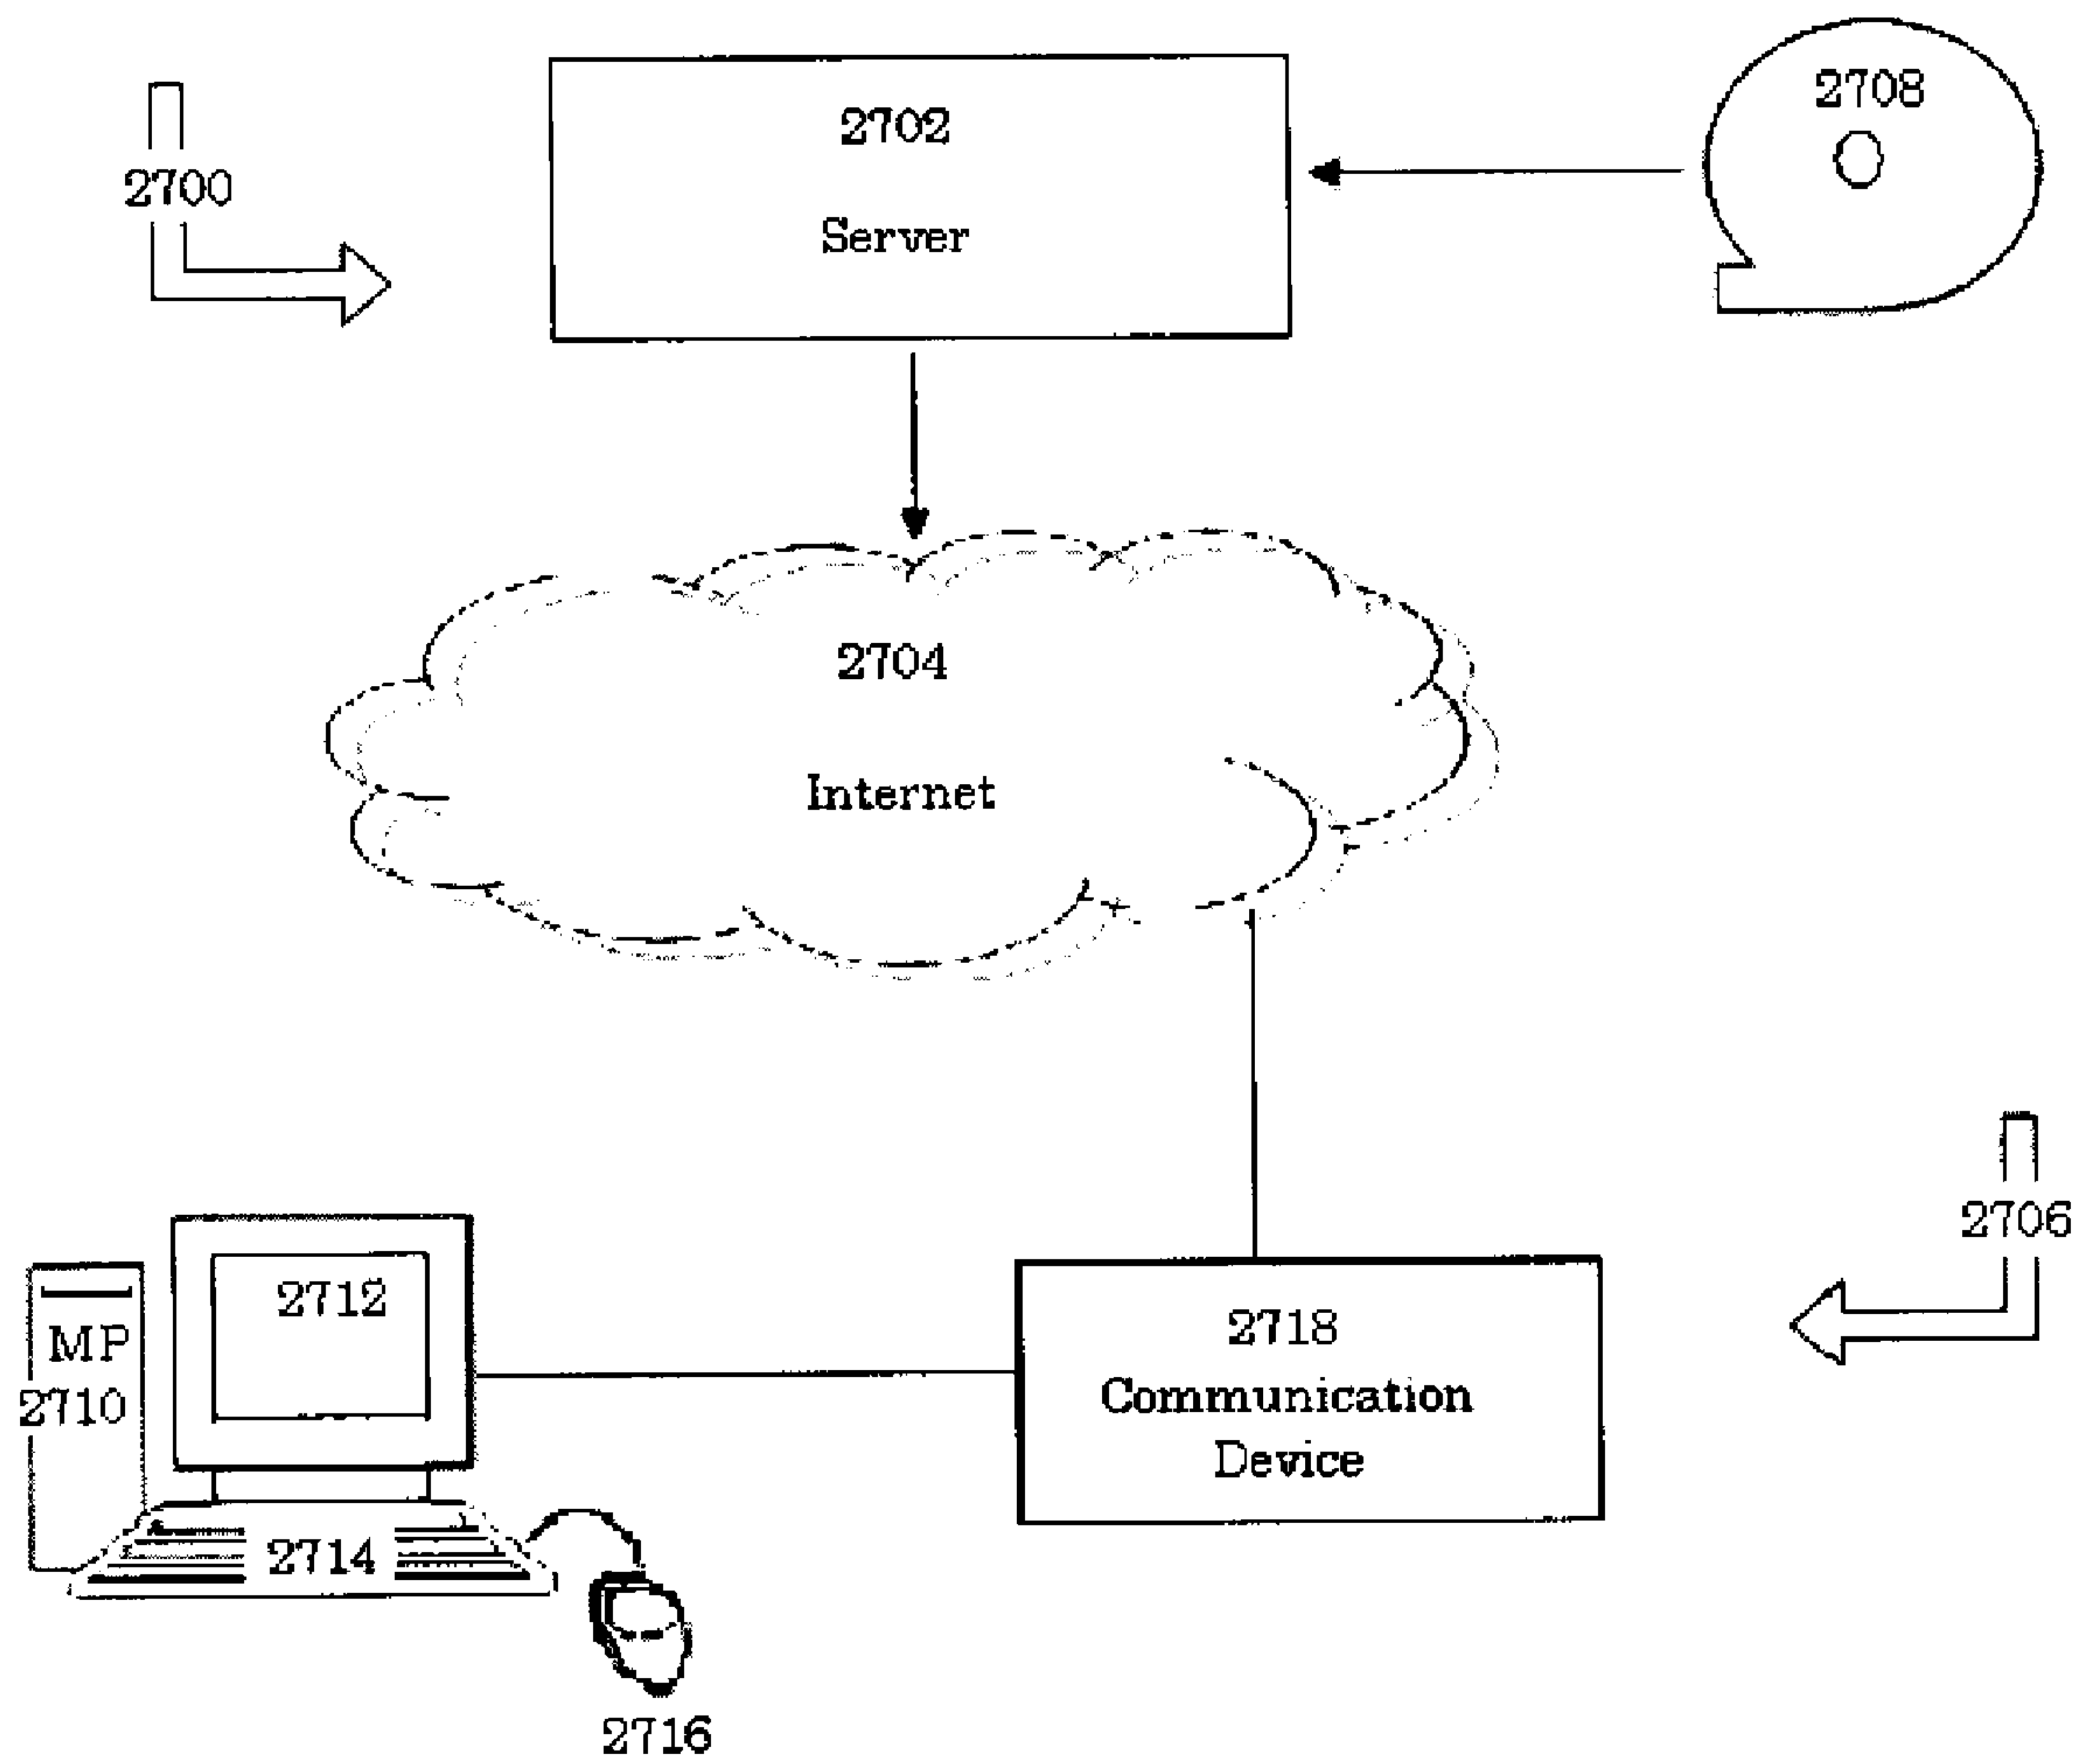 2708
2702
2700
Server
2704
Internet
2706
2712
2718
MP
Communication
2710
Device
2714
2716